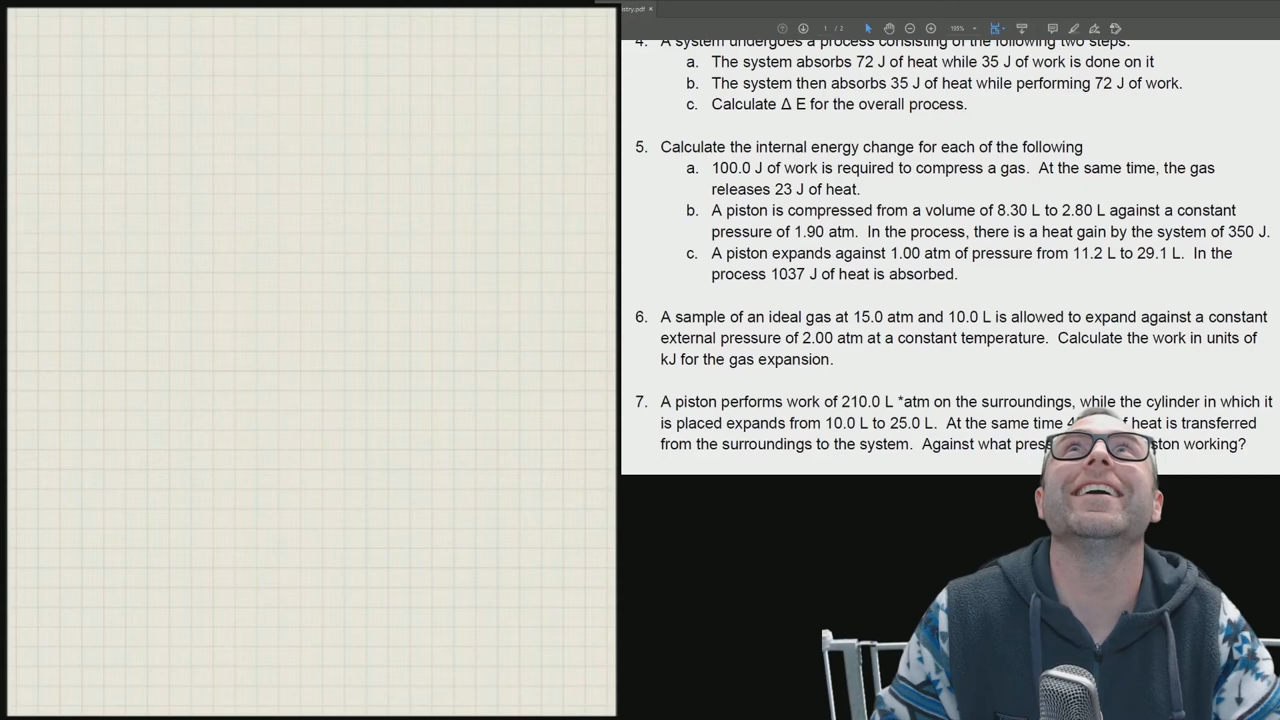 stry.pdf ×
1 / 2
195%
4. A system undergoes a process consisting of the following two steps:
a. The system absorbs 72 J of heat while 35 J of work is done on it
b. The system then absorbs 35 J of heat while performing 72 J of work.
c. Calculate Δ E for the overall process.
5. Calculate the internal energy change for each of the following
a. 100.0 J of work is required to compress a gas. At the same time, the gas
releases 23 J of heat.
b. A piston is compressed from a volume of 8.30 L to 2.80 L against a constant
pressure of 1.90 atm. In the process, there is a heat gain by the system of 350 J.
c. A piston expands against 1.00 atm of pressure from 11.2 L to 29.1 L. In the
process 1037 J of heat is absorbed.
6. A sample of an ideal gas at 15.0 atm and 10.0 L is allowed to expand against a constant
external pressure of 2.00 atm at a constant temperature. Calculate the work in units of
kJ for the gas expansion.
7. A piston performs work of 210.0 L *atm on the surroundings, while the cylinder in which it
is placed expands from 10.0 L to 25.0 L. At the same time heat is transferred
from the surroundings to the system. Against what working?